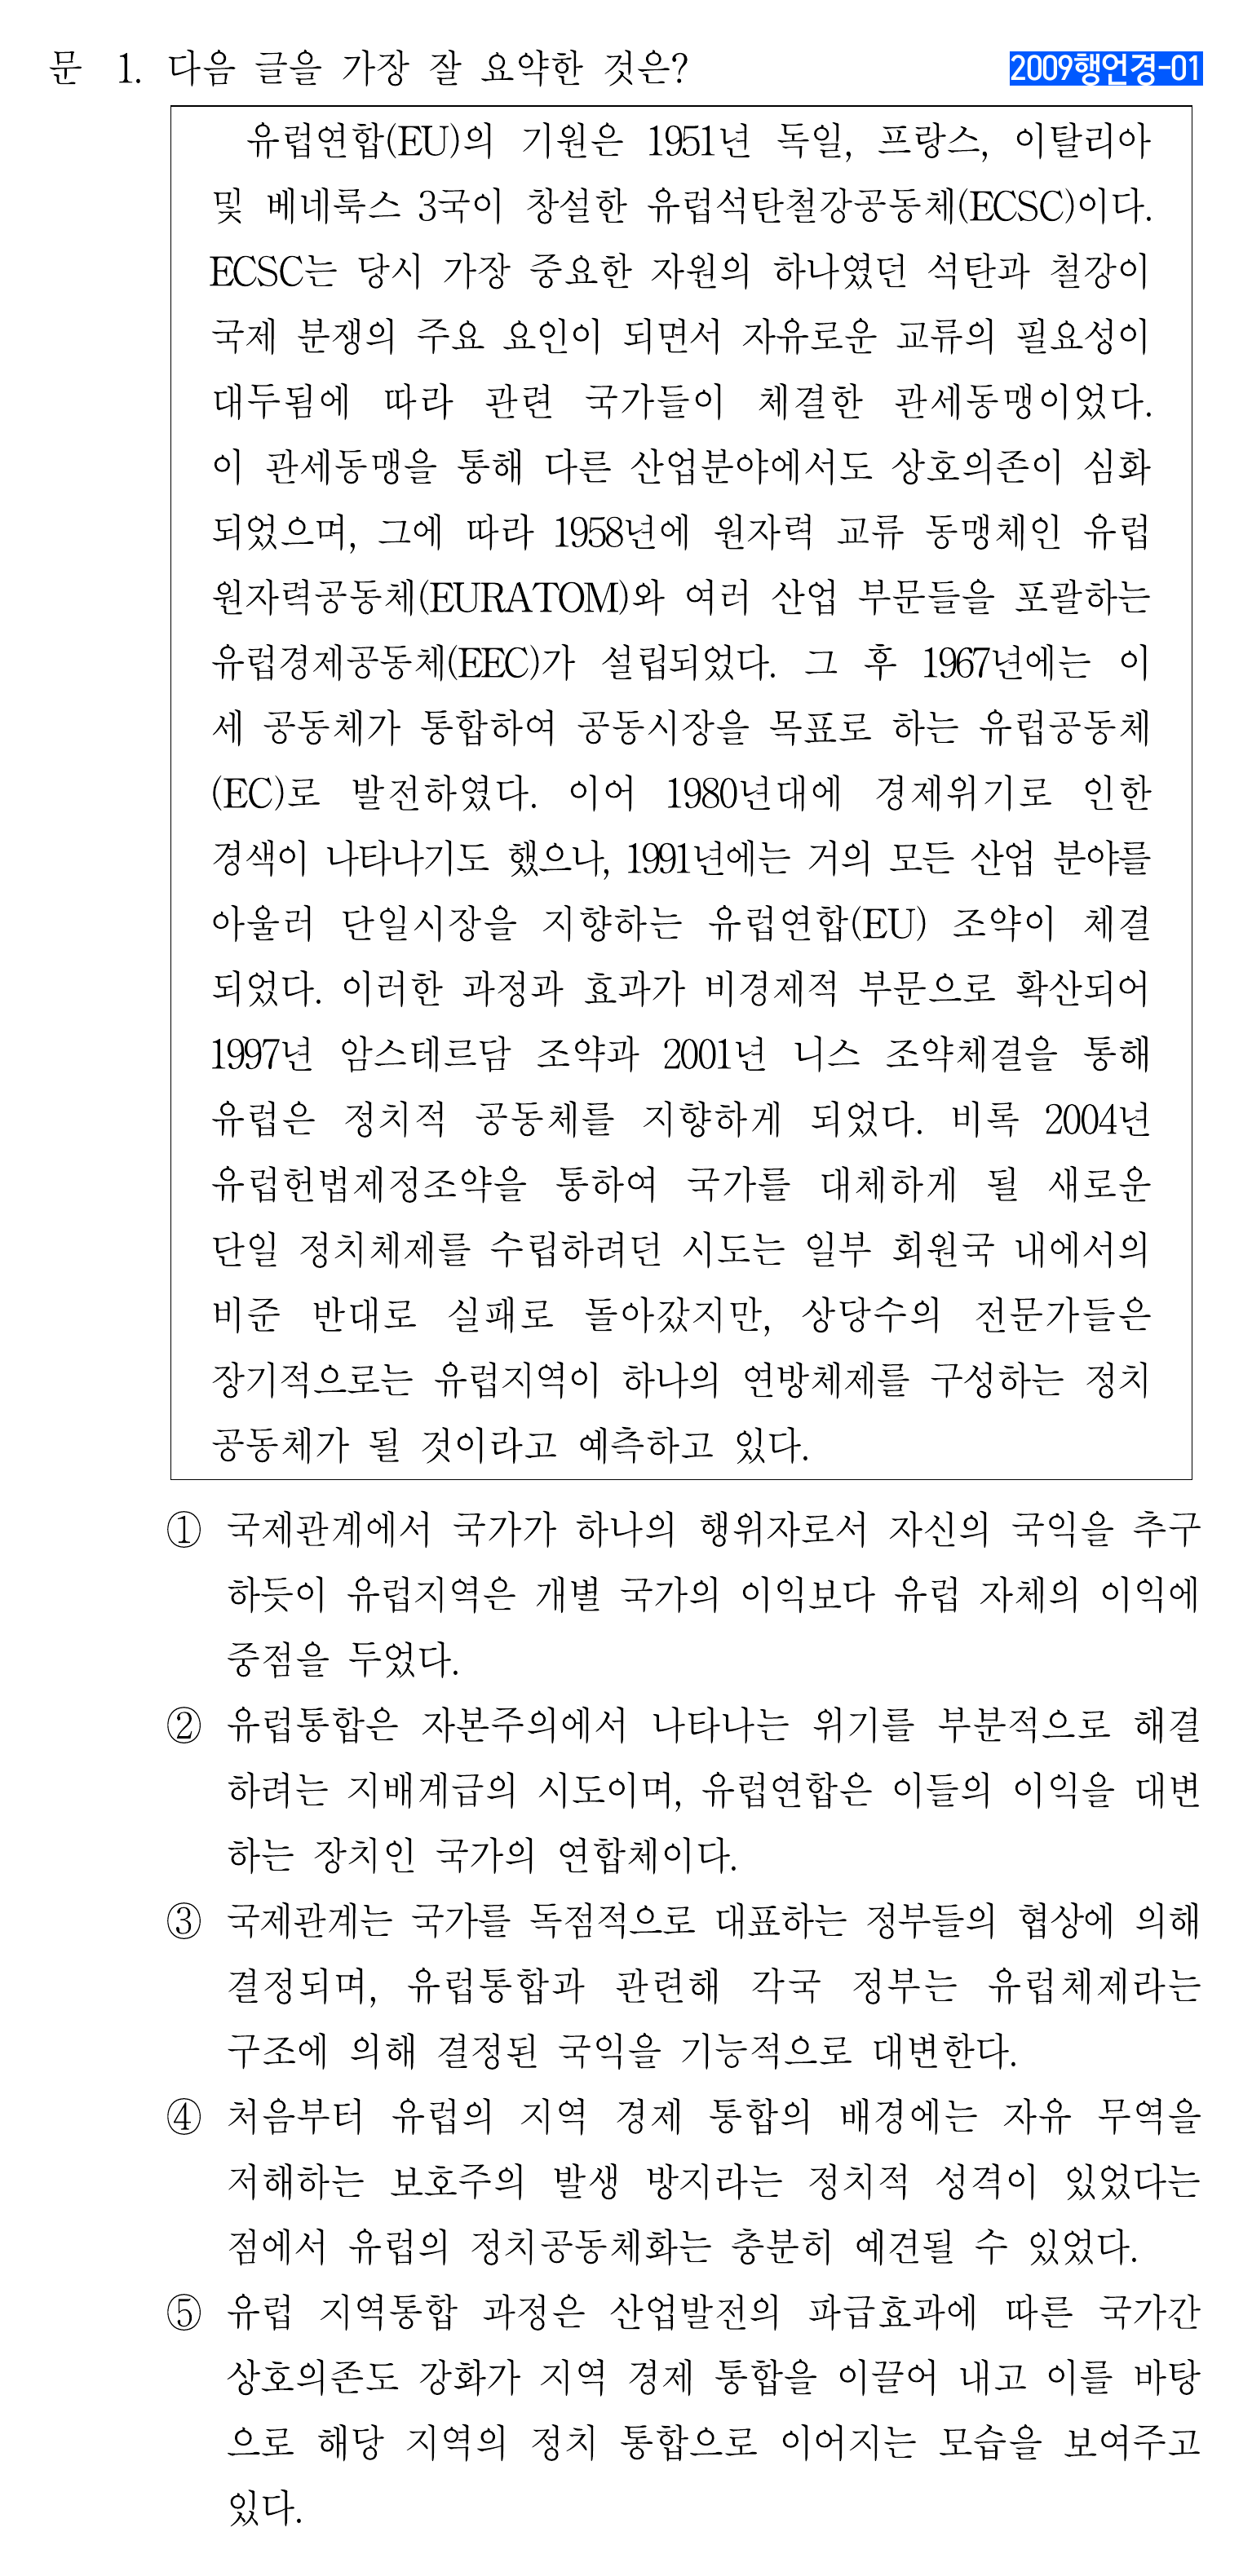 문 1. 다음 글을 가장 잘 요약한 것은?
2009행언경-01
유럽연합(EU)의 기원은 1951년 독일, 프랑스, 이탈리아
및 베네룩스 3국이 창설한 유럽석탄철강공동체(ECSC)이다.
ECSC는 당시 가장 중요한 자원의 하나였던 석탄과 철강이
국제 분쟁의 주요 요인이 되면서 자유로운 교류의 필요성이
대두됨에 따라 관련 국가들이 체결한 관세동맹이었다.
이 관세동맹을 통해 다른 산업분야에서도 상호의존이 심화
되었으며, 그에 따라 1958년에 원자력 교류 동맹체인 유럽
원자력공동체(EURATOM)와 여러 산업 부문들을 포괄하는
유럽경제공동체(EEC)가 설립되었다. 그 후 1967년에는 이
세 공동체가 통합하여 공동시장을 목표로 하는 유럽공동체
(EC)로 발전하였다. 이어 1980년대에 경제위기로 인한
경색이 나타나기도 했으나, 1991년에는 거의 모든 산업 분야를
아울러 단일시장을 지향하는 유럽연합(EU) 조약이 체결
되었다. 이러한 과정과 효과가 비경제적 부문으로 확산되어
1997년 암스테르담 조약과 2001년 니스 조약체결을 통해
유럽은 정치적 공동체를 지향하게 되었다. 비록 2004년
유럽헌법제정조약을 통하여 국가를 대체하게 될 새로운
단일 정치체제를 수립하려던 시도는 일부 회원국 내에서의
비준 반대로 실패로 돌아갔지만, 상당수의 전문가들은
장기적으로는 유럽지역이 하나의 연방체제를 구성하는 정치
공동체가 될 것이라고 예측하고 있다.
① 국제관계에서 국가가 하나의 행위자로서 자신의 국익을 추구
하듯이 유럽지역은 개별 국가의 이익보다 유럽 자체의 이익에
중점을 두었다.
② 유럽통합은 자본주의에서 나타나는 위기를 부분적으로 해결
하려는 지배계급의 시도이며, 유럽연합은 이들의 이익을 대변
하는 장치인 국가의 연합체이다.
③ 국제관계는 국가를 독점적으로 대표하는 정부들의 협상에 의해
결정되며, 유럽통합과 관련해 각국 정부는 유럽체제라는
구조에 의해 결정된 국익을 기능적으로 대변한다.
④ 처음부터 유럽의 지역 경제 통합의 배경에는 자유 무역을
저해하는 보호주의 발생 방지라는 정치적 성격이 있었다는
점에서 유럽의 정치공동체화는 충분히 예견될 수 있었다.
⑤ 유럽 지역통합 과정은 산업발전의 파급효과에 따른 국가간
상호의존도 강화가 지역 경제 통합을 이끌어 내고 이를 바탕
으로 해당 지역의 정치 통합으로 이어지는 모습을 보여주고
있다.